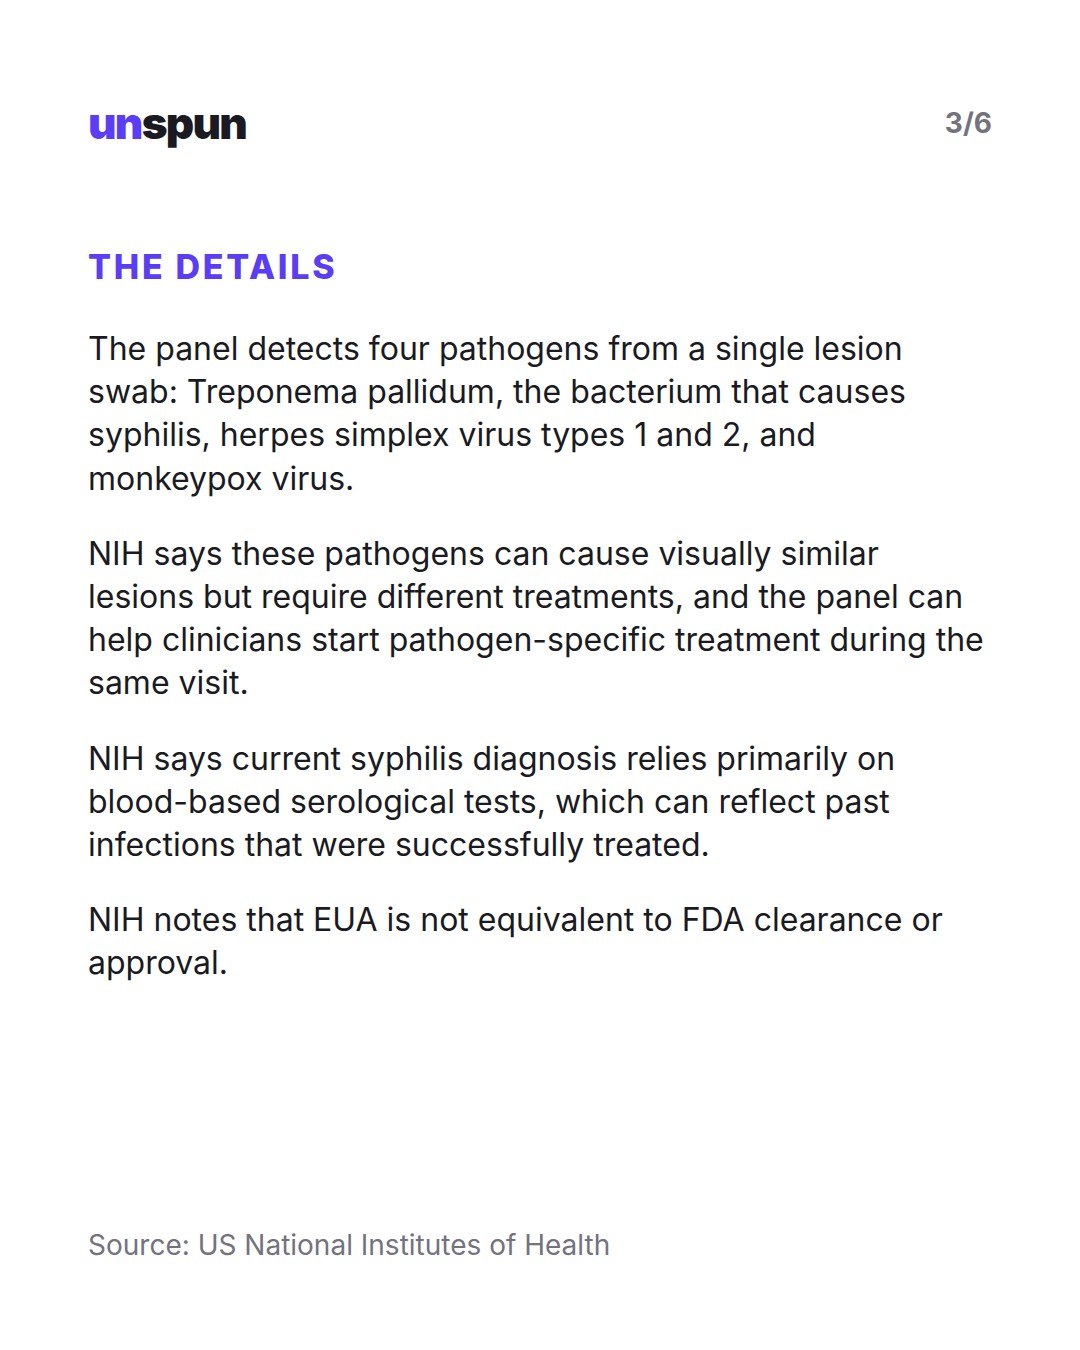 unspun
3/6
THE DETAILS
The panel detects four pathogens from a single lesion
swab: Treponema pallidum, the bacterium that causes
syphilis, herpes simplex virus types 1 and 2, and
monkeypox virus.
NIH says these pathogens can cause visually similar
lesions but require different treatments, and the panel can
help clinicians start pathogen-specific treatment during the
same visit.
NIH says current syphilis diagnosis relies primarily on
blood-based serological tests, which can reflect past
infections that were successfully treated.
NIH notes that EUA is not equivalent to FDA clearance or
approval.
Source: US National Institutes of Health